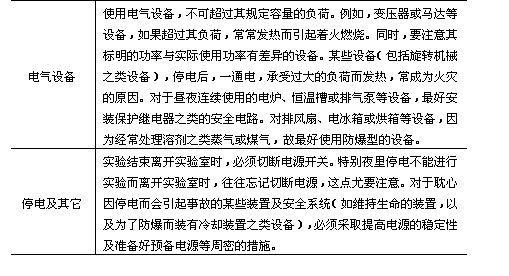 使用电气设备,不可超过其规定容量的负荷。例如,变压器或马达等
设备,如果超过其负荷,常常发热而引起着火燃烧。同时,要注意其
标明的功率与实际使用功率有差异的设备。某些设备(包括旋转机械
之类设备),停电后,一通电,承受过大的负荷而发热,常成为火灾
的原因。对于昼夜连续使用的电炉、恒温槽或排气泵等设备,最好安
装保护继电器之类的安全电路。对排风扇、电冰箱或烘箱等设备,因
为经常处理溶剂之类蒸气或煤气,故最好使用防爆型的设备。
电气设备
实验结束离开实验室时,必须切断电源开关。特别夜里停电不能进行
实验而离开实验室时,往往忘记切断电源,这点尤要注意。对于耽心
因停电而会引起事故的某些装置及安全系统(如维持生命的装置,以
及为了防爆而装有冷却装置之类设备),必须采取提高电源的稳定性
及准备好预备电源等周密的措施。
停电及其它